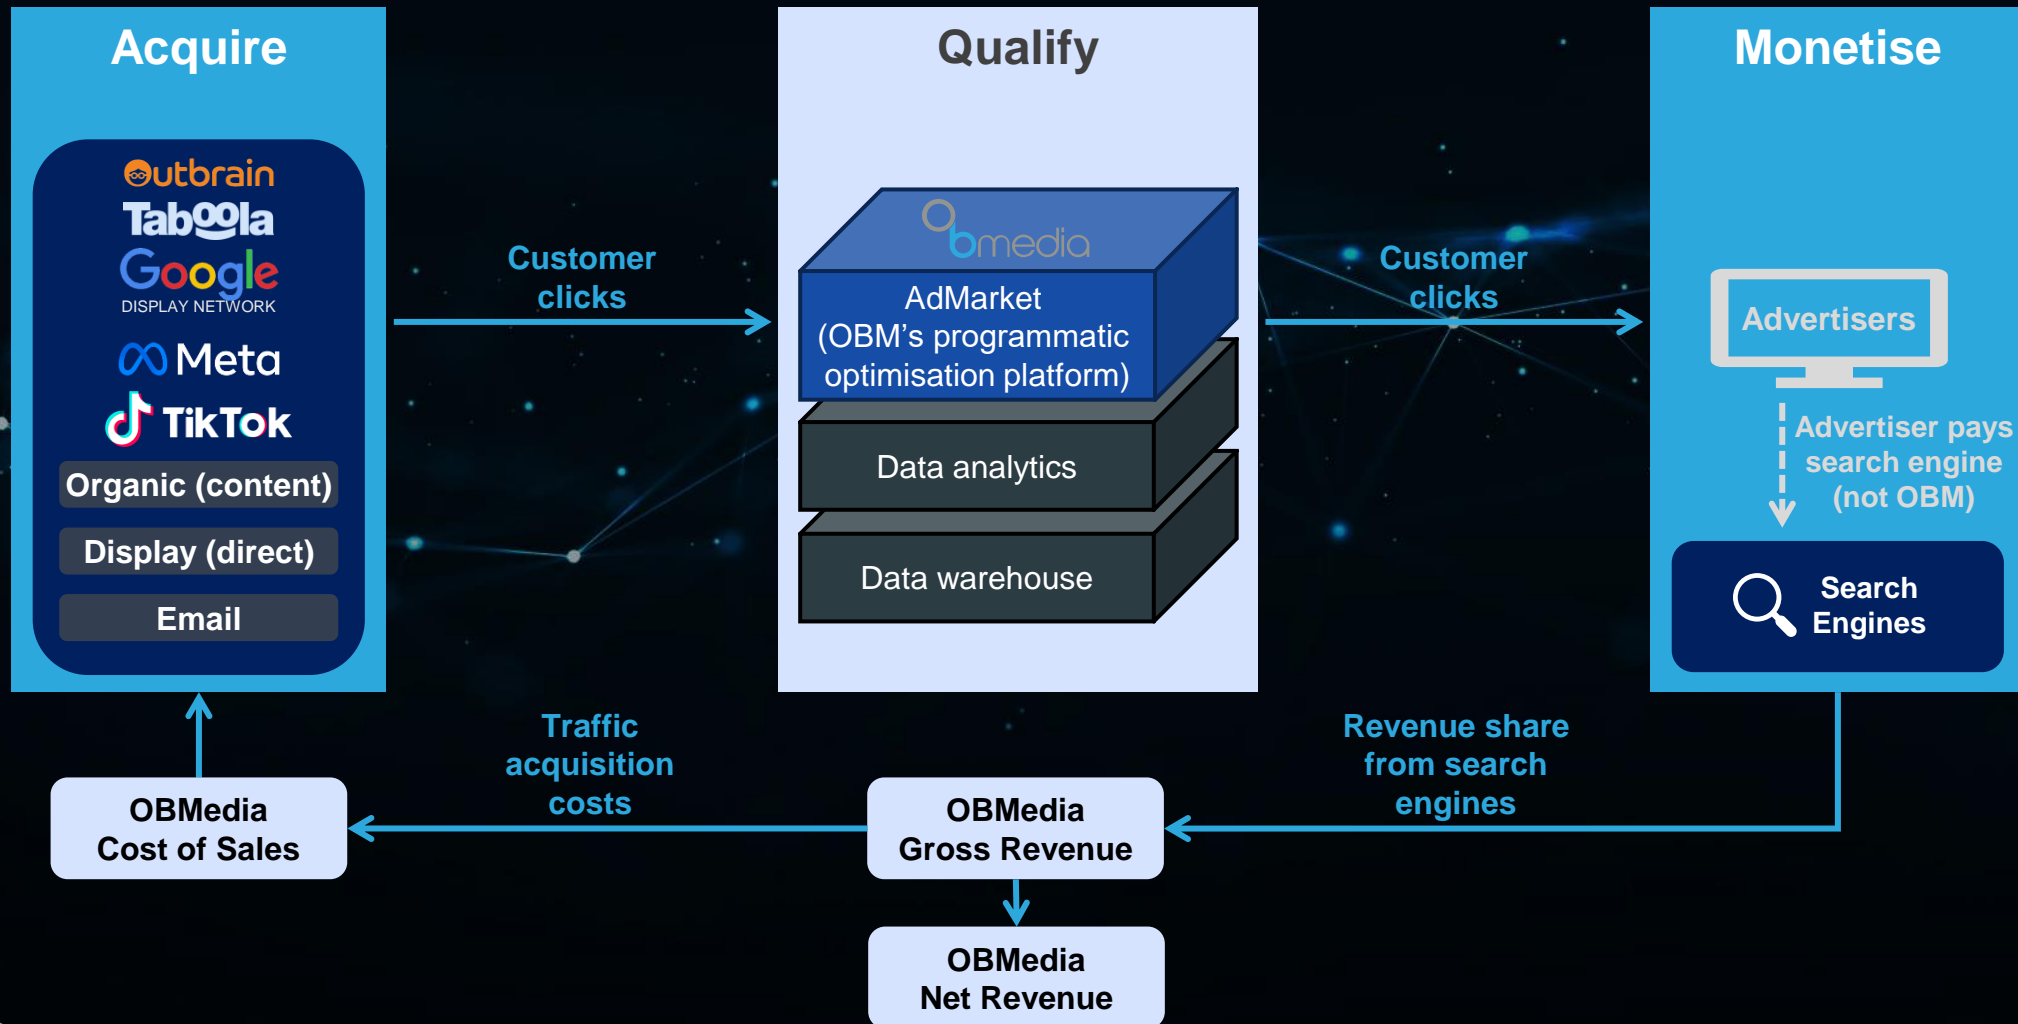 Acquire
Outbrain
Taboola
Google
DISPLAY NETWORK
Meta
TikTok
Organic (content)
Display (direct)
Email
Customer
clicks
Qualify
Obmedia
AdMarket
(OBM's programmatic
optimisation platform)
Data analytics
Data warehouse
Customer
clicks
Monetise
Advertisers
Advertiser pays
search engine
(not OBM)
Search
Engines
Traffic
acquisition
costs
Revenue share
from search
engines
OBMedia
Cost of Sales
OBMedia
Gross Revenue
OBMedia
Net Revenue